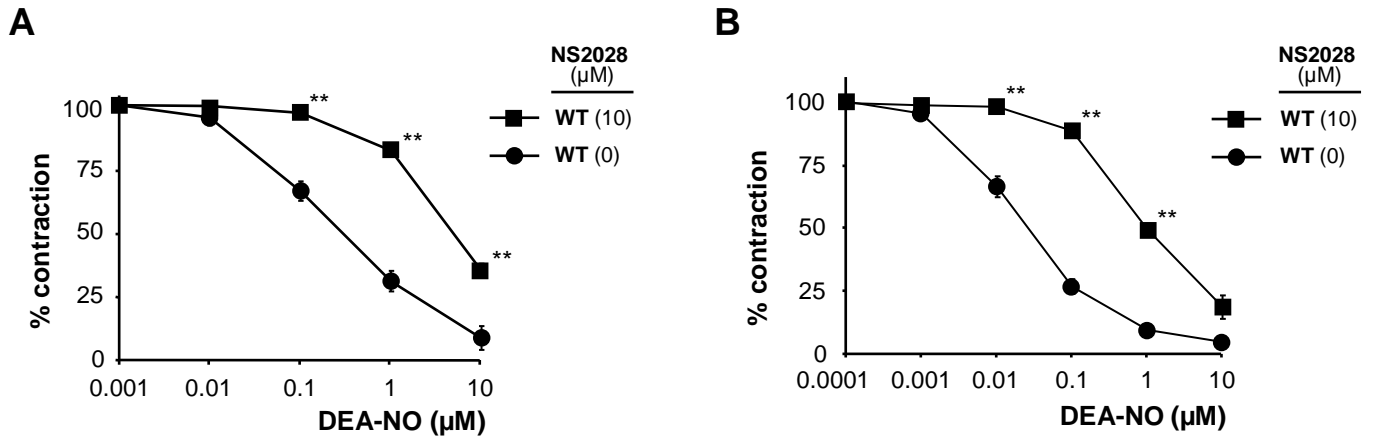 A
NS2028
(µM)
WT (10)
WT (0)
% contraction
100
75
50
25
0
**
**
**
0.001 0.01 0.1 1 10
DEA-NO (µM)
B
NS2028
(µM)
WT (10)
WT (0)
% contraction
100
75
50
25
0
**
**
**
0.0001 0.001 0.01 0.1 1 10
DEA-NO (µM)